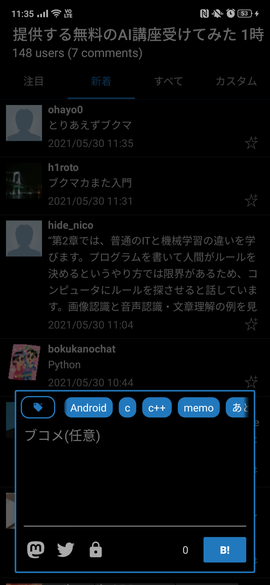 11:35
53
提供する無料のAI講座受けてみた 1時
148 users (7 comments)
注目
新着
すべて
カスタム
ohayo0
とりあえずブクマ
2021/05/30 11:35
h1roto
ブクマカまた入門
2021/05/30 11:31
hide_nico
“第2章では、普通のITと機械学習の違いを学
びます。プログラムを書いて人間がルールを
決めるというやり方では限界があるため、コ
ンピュータにルールを探させると話していま
す。画像認識と音声認識・文章理解の例を見
2021/05/30 11:04
bokukanochat
Python
2021/05/30 10:44
Android
c
c++
memo
あと
ブコメ(任意)
0
B!